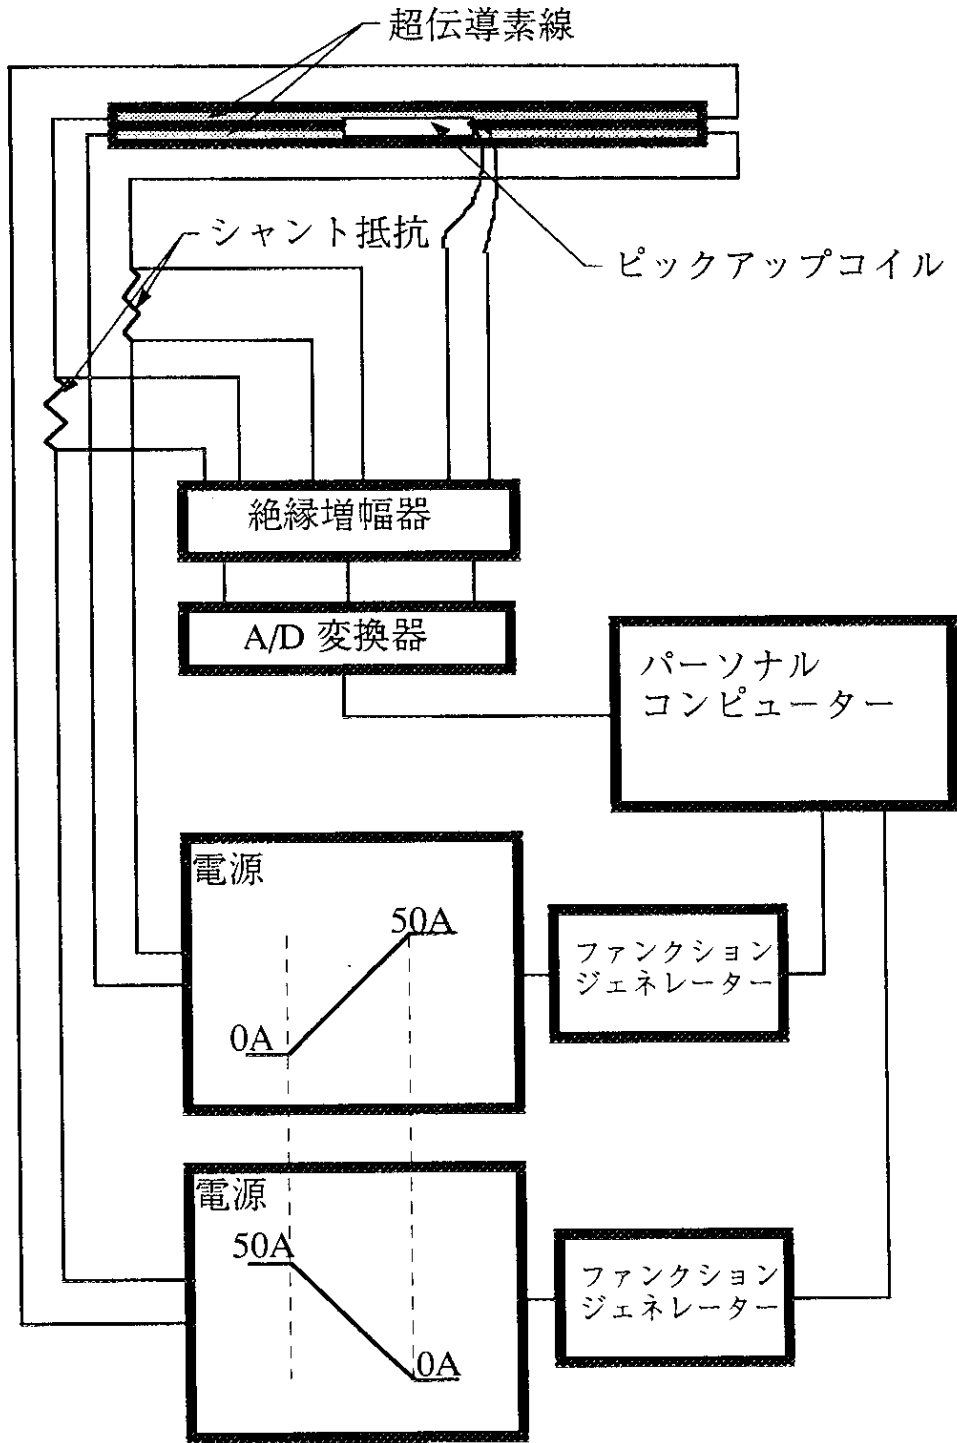 超伝導素線
シャント抵抗
ピックアップコイル
絶縁増幅器
A/D 変換器
パーソナル
コンピューター
電源
50A
0A
ファンクション
ジェネレーター
電源
50A
0A
ファンクション
ジェネレーター